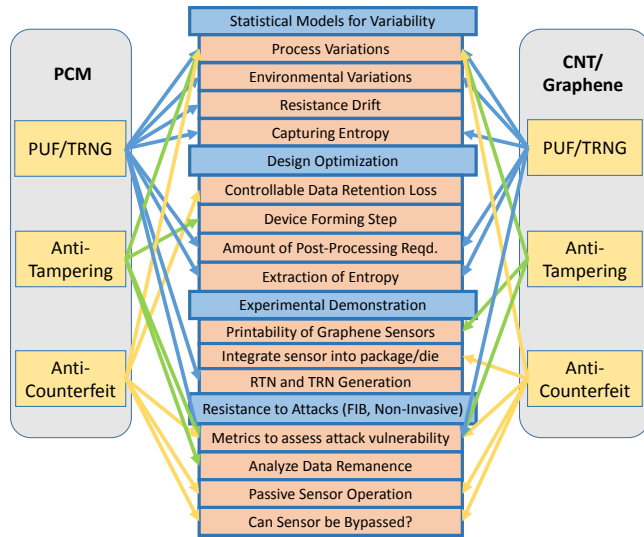 PCM
PUF/TRNG
Anti-
Tampering
Anti-
Counterfeit
Statistical Models for Variability
Process Variations
Environmental Variations
Resistance Drift
Capturing Entropy
Design Optimization
Controllable Data Retention Loss
Device Forming Step
Amount of Post-Processing Reqd.
Extraction of Entropy
Experimental Demonstration
Printability of Graphene Sensors
Integrate sensor into package/die
RTN and TRN Generation
Resistance to Attacks (FIB, Non-Invasive)
Metrics to assess attack vulnerability
Analyze Data Remanence
Passive Sensor Operation
Can Sensor be Bypassed?
CNT/
Graphene
PUF/TRNG
Anti-
Tampering
Anti-
Counterfeit